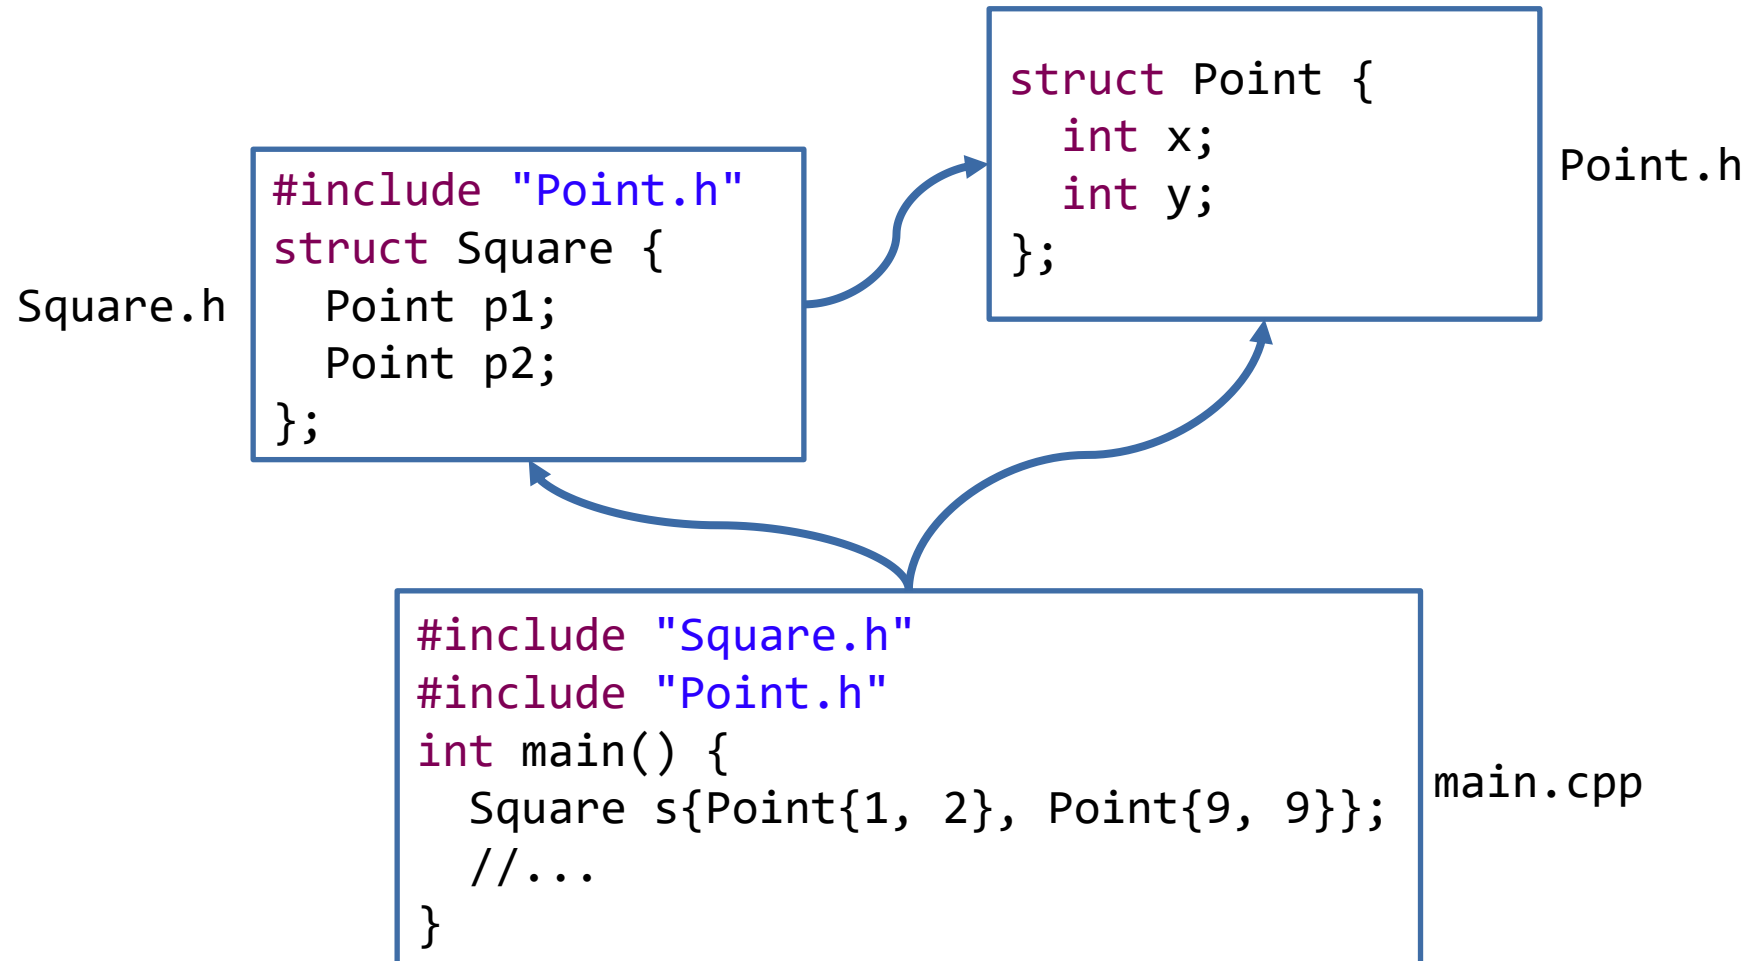 struct Point {
  int x;
  int y;
};
Point.h
#include "Point.h"
struct Square {
  Point p1;
  Point p2;
};
Square.h
#include "Square.h"
#include "Point.h"
int main() {
  Square s{Point{1, 2}, Point{9, 9}};
  //...
}
main.cpp